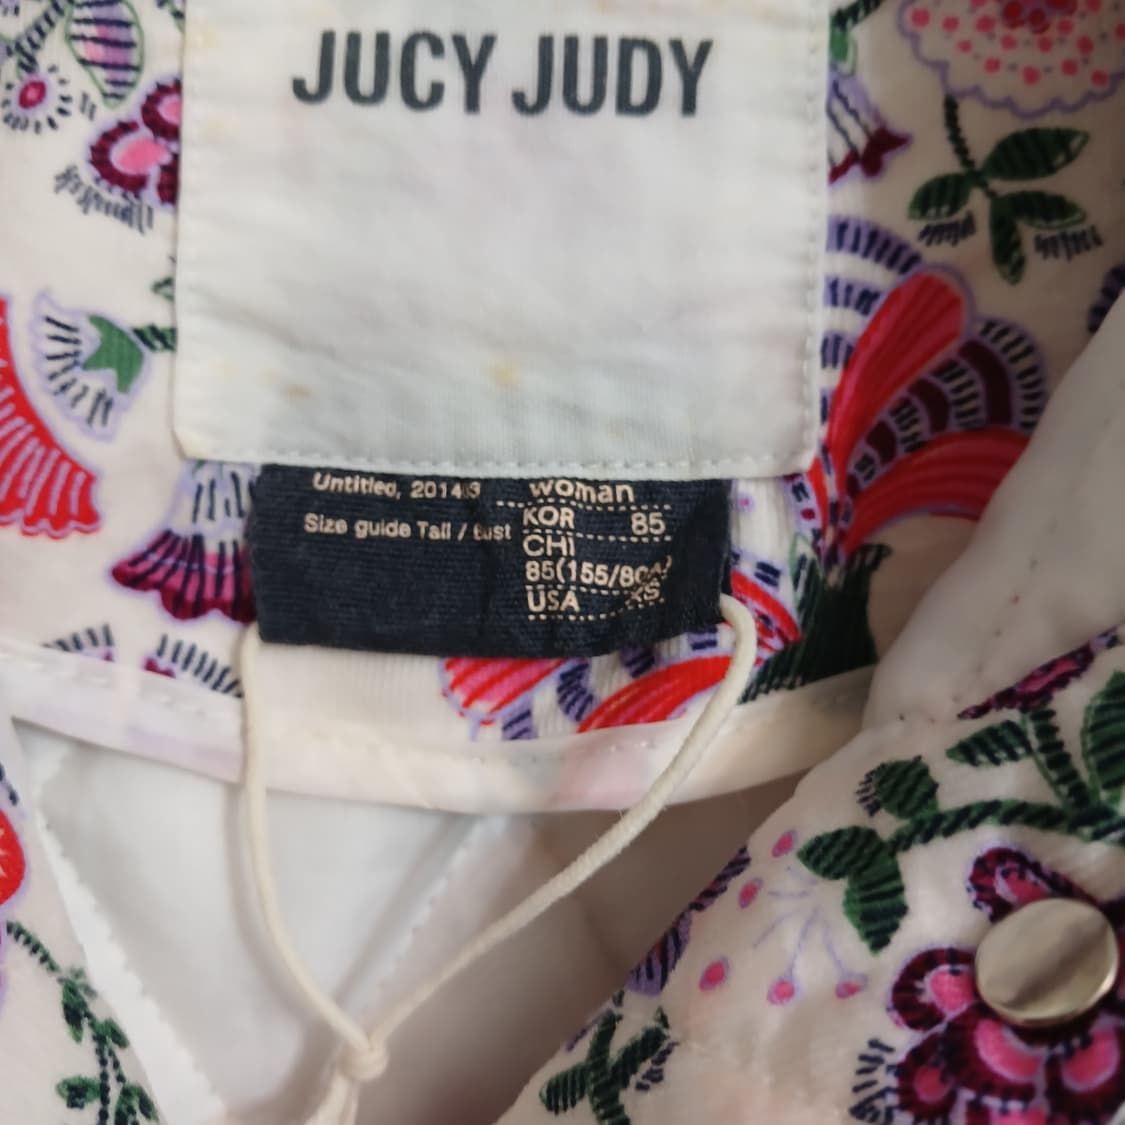 JUCY JUDY
Untitled, 2014
Size guide Tall / Bust
woman
KOR 85
CHI
85(155/80A)
USA XS